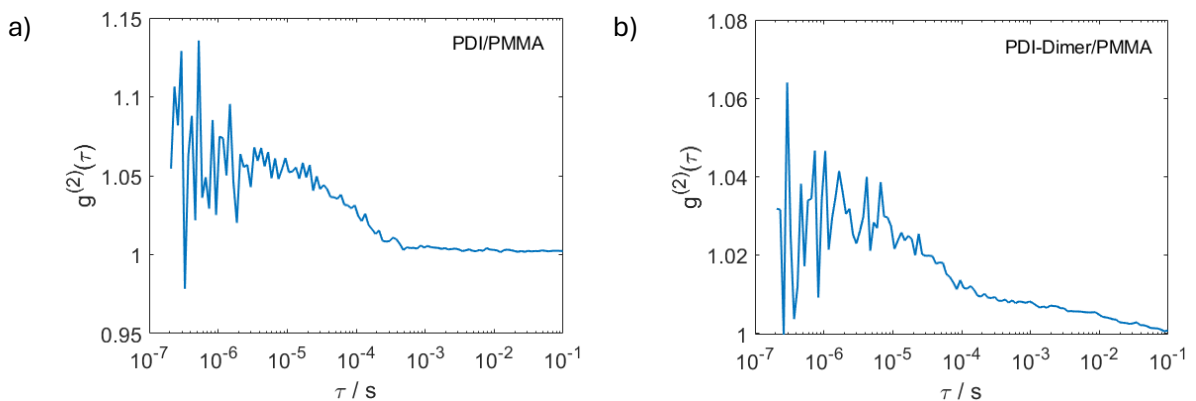 a)
PDI/PMMA
1.15
1.1
1.05
1
0.95
g(2)(τ)
10-7 10-6 10-5 10-4 10-3 10-2 10-1
τ / s
b)
PDI-Dimer/PMMA
1.08
1.06
1.04
1.02
1
g(2)(τ)
10-7 10-6 10-5 10-4 10-3 10-2 10-1
τ / s